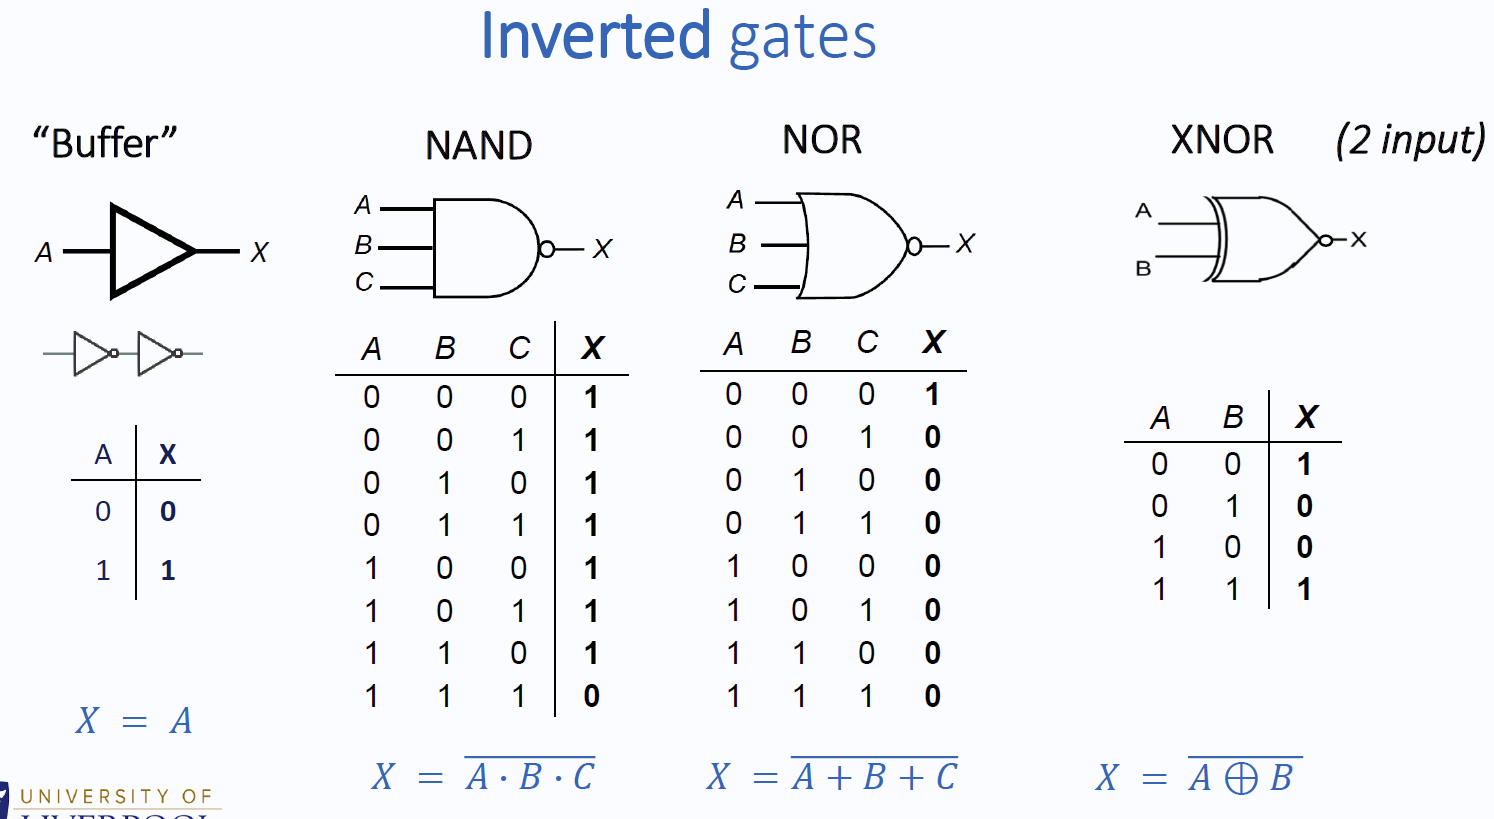 Inverted gates
“Buffer”
A X
A X
0 0
1 1
X = A
NAND
A
B X
C
A B C X
0 0 0 1
0 0 1 1
0 1 0 1
0 1 1 1
1 0 0 1
1 0 1 1
1 1 0 1
1 1 1 0
X = \overline{A · B · C}
NOR
A
B X
C
A B C X
0 0 0 1
0 0 1 0
0 1 0 0
0 1 1 0
1 0 0 0
1 0 1 0
1 1 0 0
1 1 1 0
X = \overline{A + B + C}
XNOR (2 input)
A
X
B
A B X
0 0 1
0 1 0
1 0 0
1 1 1
X = \overline{A ⊕ B}
UNIVERSITY OF
LIVERPOOL